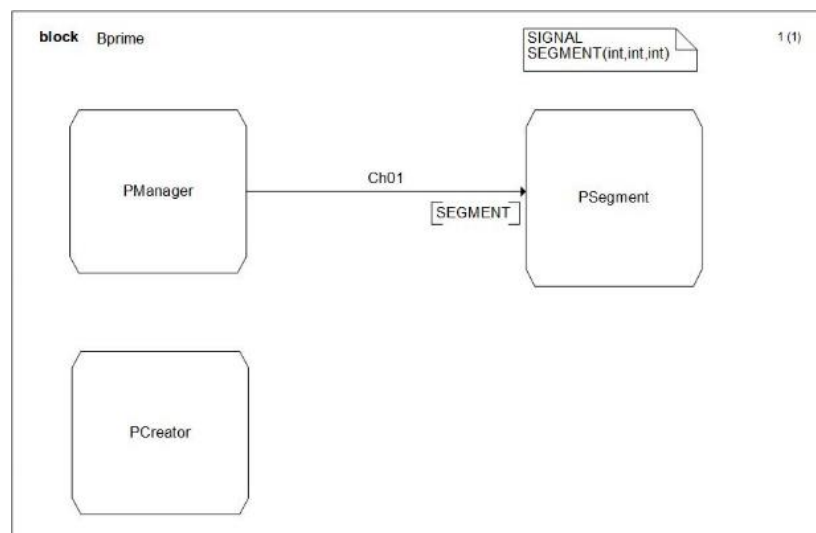 block Bprime
SIGNAL
SEGMENT(int,int,int)
1 (1)
PManager
Ch01
[SEGMENT]
PSegment
PCreator